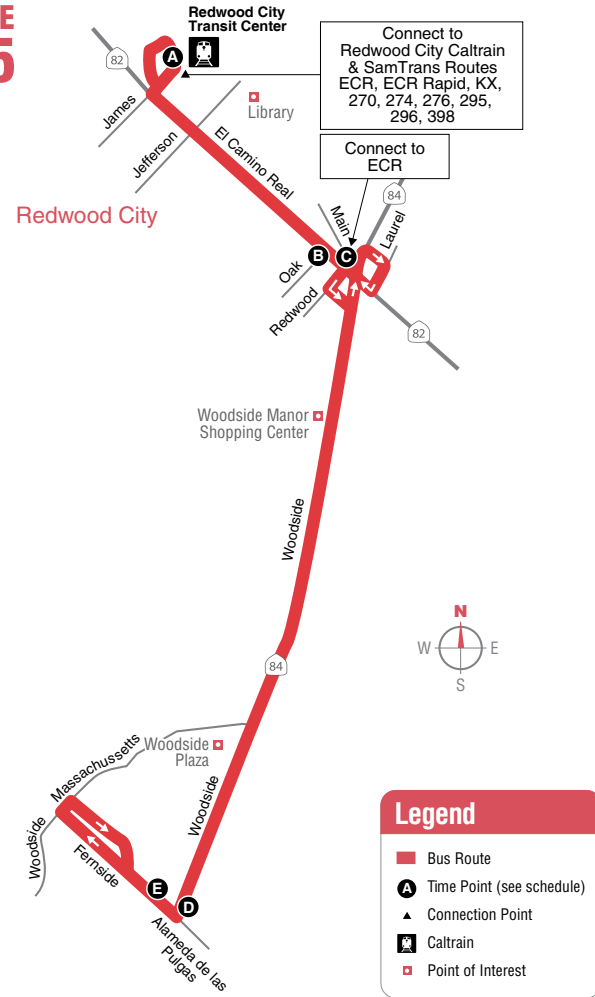 E
Redwood City
Transit Center
A
82
Connect to
Redwood City Caltrain
& SamTrans Routes
ECR, ECR Rapid, KX,
270, 274, 276, 295,
296, 398
James
Jefferson
Library
El Camino Real
Connect to
ECR
Redwood City
84
Main
Laurel
B
C
Oak
Redwood
82
Woodside Manor
Shopping Center
Woodside
N
W
E
S
84
Massachussetts
Woodside
Plaza
Woodside
Woodside
Fernside
E
D
Alameda de las
Pulgas
Legend
Bus Route
A
Time Point (see schedule)
Connection Point
Caltrain
Point of Interest